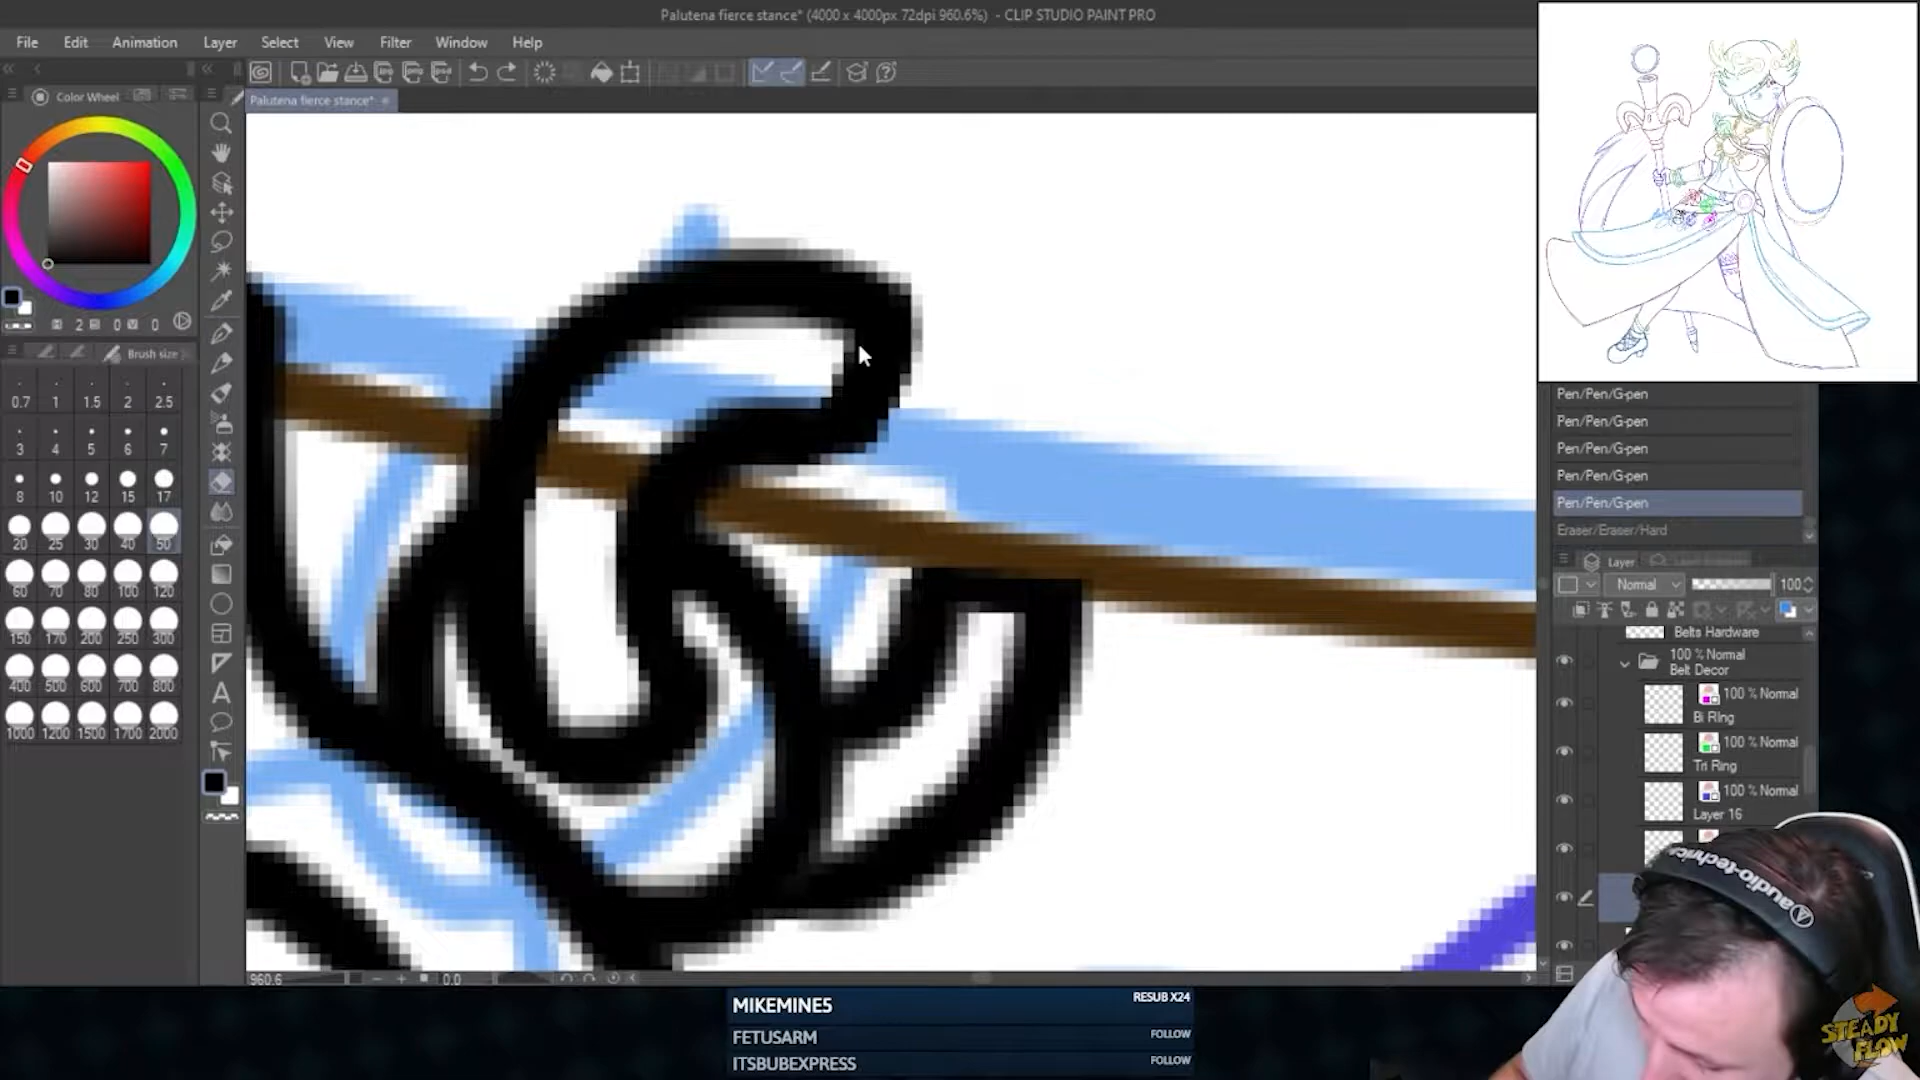 Palutena fierce stance* (4000 x 4000px 72dpi 960.6%) - CLIP STUDIO PAINT PRO
File Edit Animation Layer Select View Filter Window Help
Color Wheel
Palutena fierce stance*
2 0 0
Brush size
0.7 1 1.5 2 2.5
3 4 5 6 7
8 10 12 15 17
20 25 30 40 50
60 70 80 100 120
150 170 200 250 300
400 500 600 700 800
1000 1200 1500 1700 2000
A
960.6 0.0
Pen/Pen/G-pen
Pen/Pen/G-pen
Pen/Pen/G-pen
Pen/Pen/G-pen
Pen/Pen/G-pen
Eraser/Eraser/Hard
Layer
Normal 100
Belts Hardware
100 % Normal
Belt Decor
100 % Normal
Bi RIng
100 % Normal
Tri Ring
100 % Normal
Layer 16
audio-technica
MIKEMINE5 RESUB X24
FETUSARM FOLLOW
ITSBUBEXPRESS FOLLOW
STEADY
FLOW